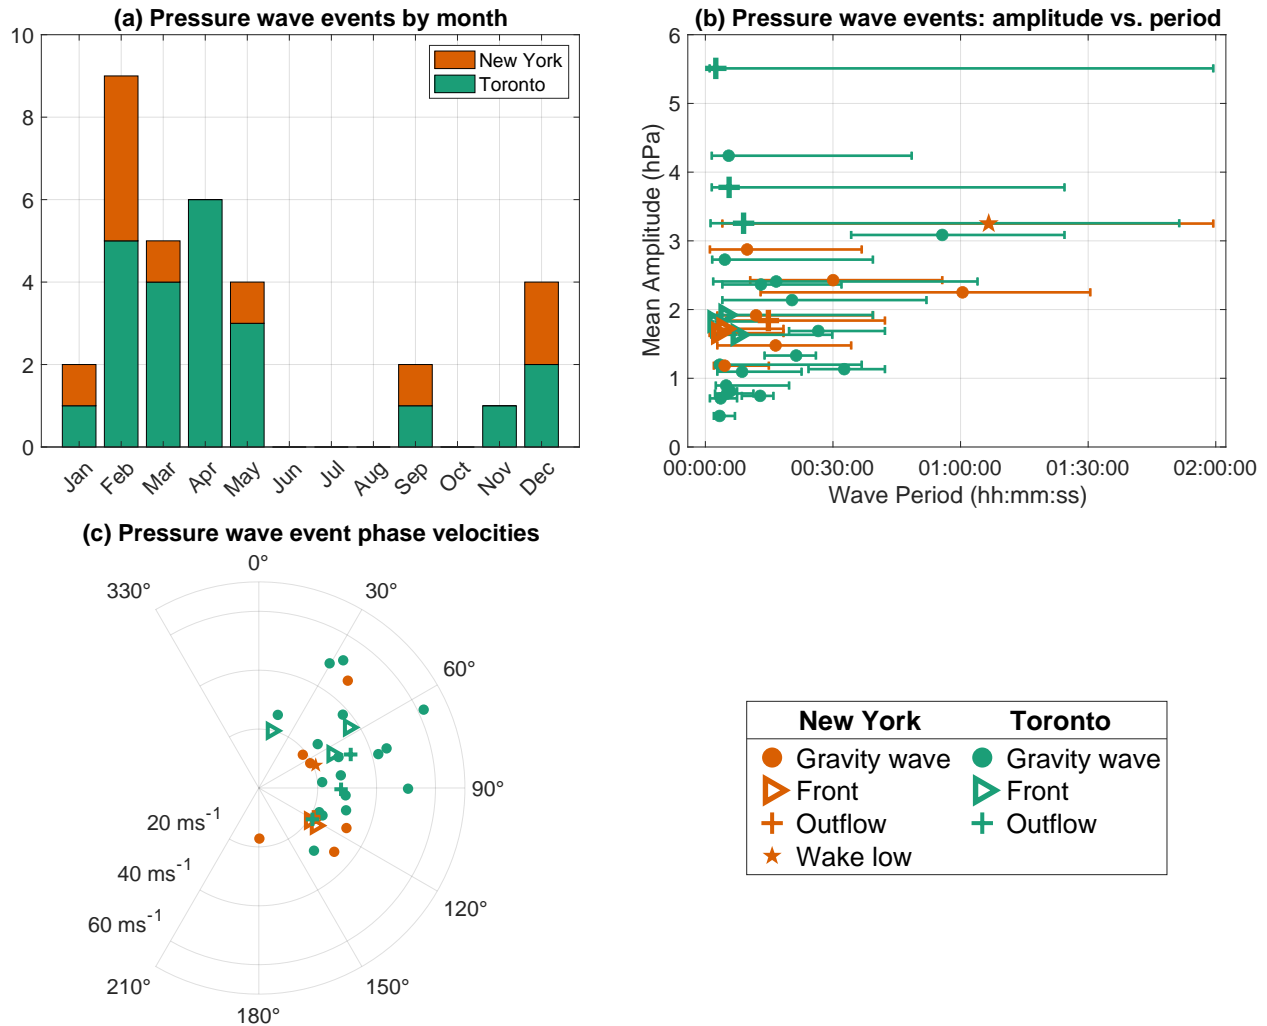 (a) Pressure wave events by month
10
8
6
4
2
0
New York
Toronto
Jan
Feb
Mar
Apr
May
Jun
Jul
Aug
Sep
Oct
Nov
Dec
(b) Pressure wave events: amplitude vs. period
6
5
4
3
2
1
0
Mean Amplitude (hPa)
00:00:00
00:30:00
01:00:00
01:30:00
02:00:00
Wave Period (hh:mm:ss)
(c) Pressure wave event phase velocities
0°
330°
30°
60°
90°
20 ms-1
40 ms-1
120°
60 ms-1
210°
150°
180°
New York Toronto
Gravity wave Gravity wave
Front Front
Outflow Outflow
Wake low